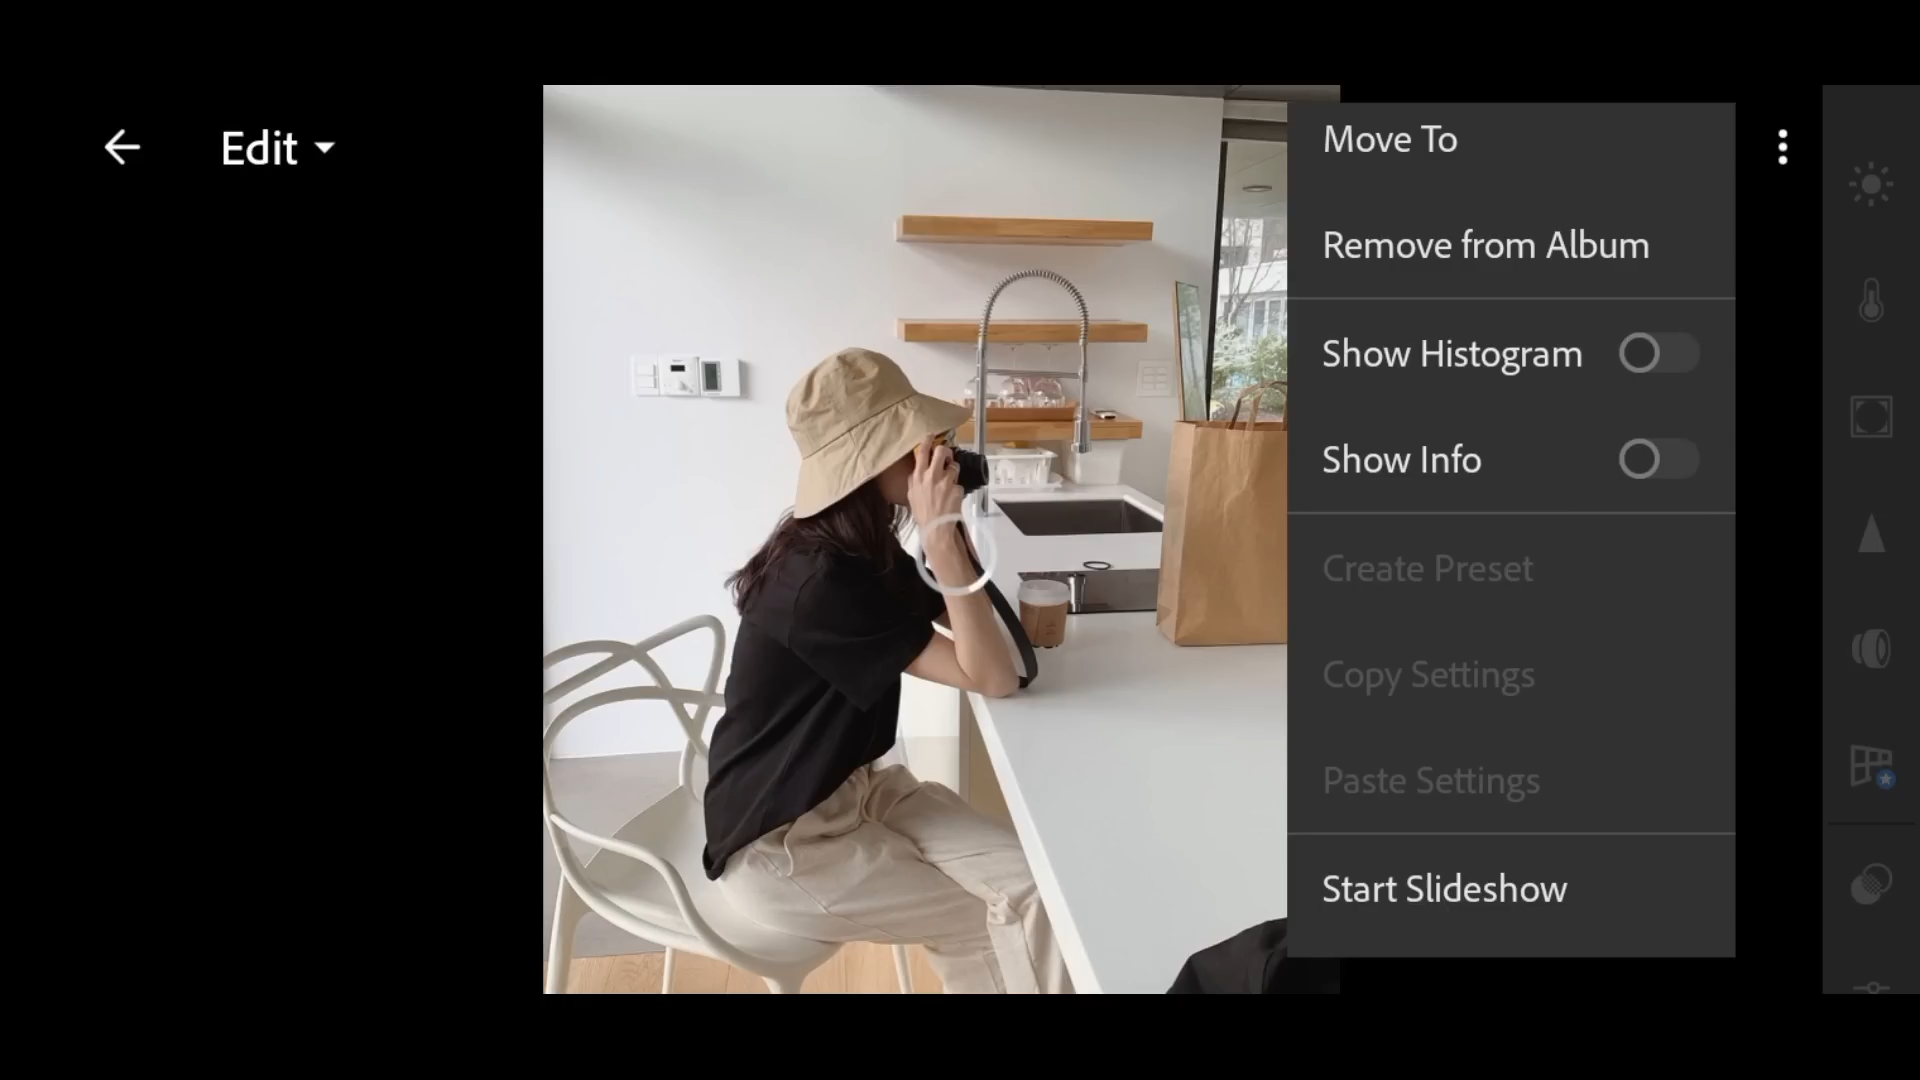 Edit
Move To
Remove from Album
Show Histogram
Show Info
Create Preset
Copy Settings
Paste Settings
Start Slideshow